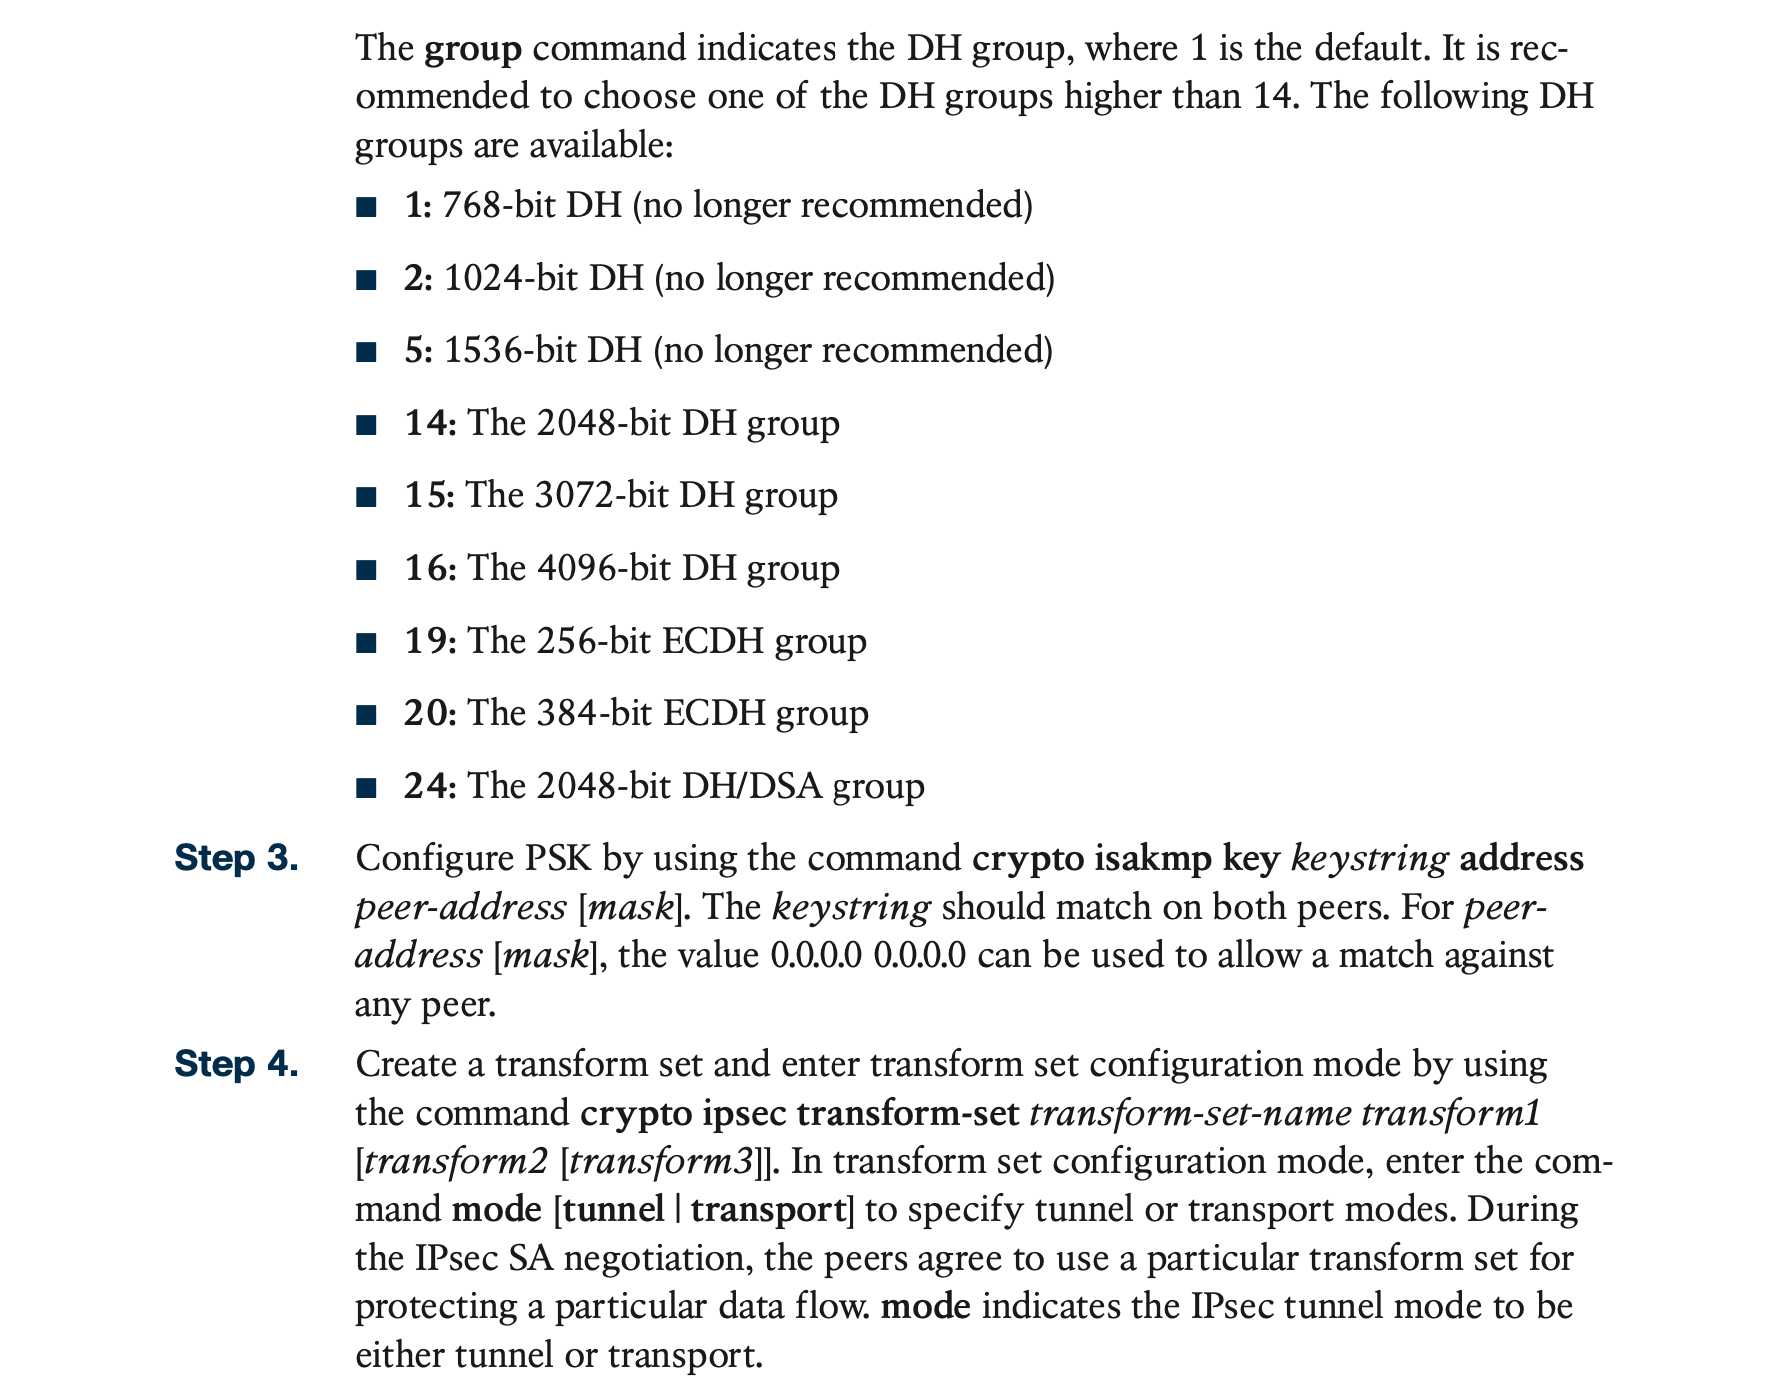 The group command indicates the DH group, where 1 is the default. It is rec-
ommended to choose one of the DH groups higher than 14. The following DH
groups are available:
■ 1: 768-bit DH (no longer recommended)
■ 2: 1024-bit DH (no longer recommended)
■ 5: 1536-bit DH (no longer recommended)
■ 14: The 2048-bit DH group
■ 15: The 3072-bit DH group
■ 16: The 4096-bit DH group
■ 19: The 256-bit ECDH group
■ 20: The 384-bit ECDH group
■ 24: The 2048-bit DH/DSA group
Step 3. Configure PSK by using the command crypto isakmp key keystring address
peer-address [mask]. The keystring should match on both peers. For peer-
address [mask], the value 0.0.0.0 0.0.0.0 can be used to allow a match against
any peer.
Step 4. Create a transform set and enter transform set configuration mode by using
the command crypto ipsec transform-set transform-set-name transform1
[transform2 [transform3]]. In transform set configuration mode, enter the com-
mand mode [tunnel | transport] to specify tunnel or transport modes. During
the IPsec SA negotiation, the peers agree to use a particular transform set for
protecting a particular data flow. mode indicates the IPsec tunnel mode to be
either tunnel or transport.